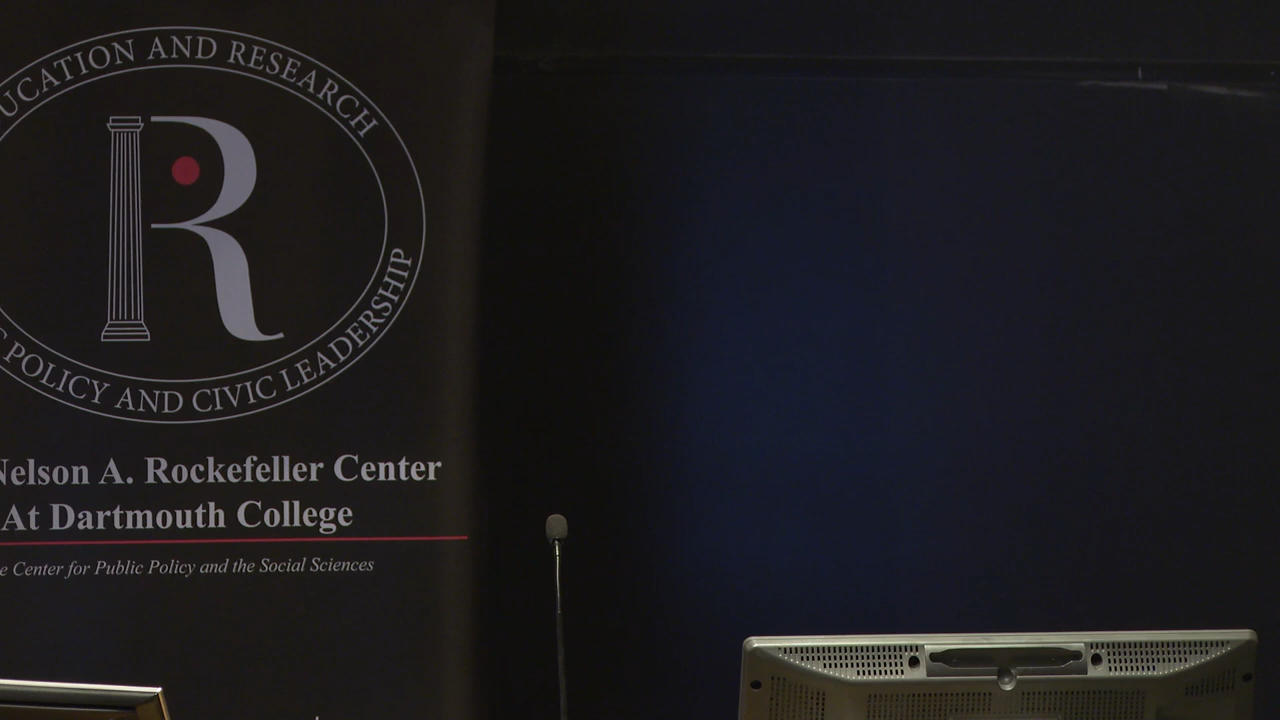 UCATION AND RESEARCH
R
POLICY AND CIVIC LEADERSHIP
Nelson A. Rockefeller Center
At Dartmouth College
e Center for Public Policy and the Social Sciences